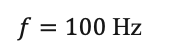 f = 100 Hz